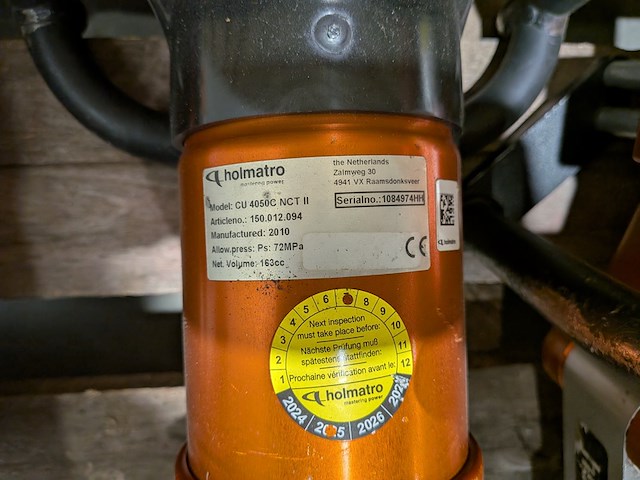 holmatro
mastering power
the Netherlands
Zalmweg 30
4941 VX Raamsdonksveer
Model: CU 4050C NCT II
Serialno.:1084974HH
Articleno.: 150.012.094
Manufactured: 2010
Allow.press: Ps: 72MPa
Net. Volume: 163cc
CE
holmatro
1 2 3 4 5 6 8 9 10 11 12
Next inspection
must take place before:
Nächste Prüfung muß
spätestens stattfinden:
Prochaine vérification avant le:
holmatro
mastering power
2024 2025 2026